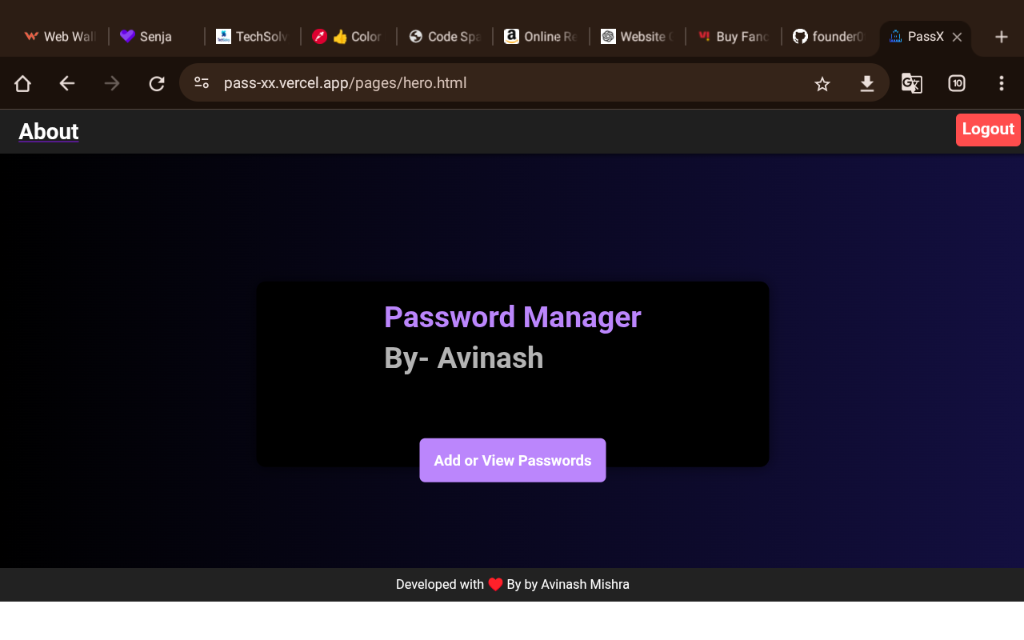 Web Wal
Senja
TechSolv
👍 Color
Code Spa
Online Re
Website
Buy Fanc
founder0
PassX
pass-xx.vercel.app/pages/hero.html
10
About
Logout
Password Manager
By- Avinash
Add or View Passwords
Developed with ❤️ By by Avinash Mishra